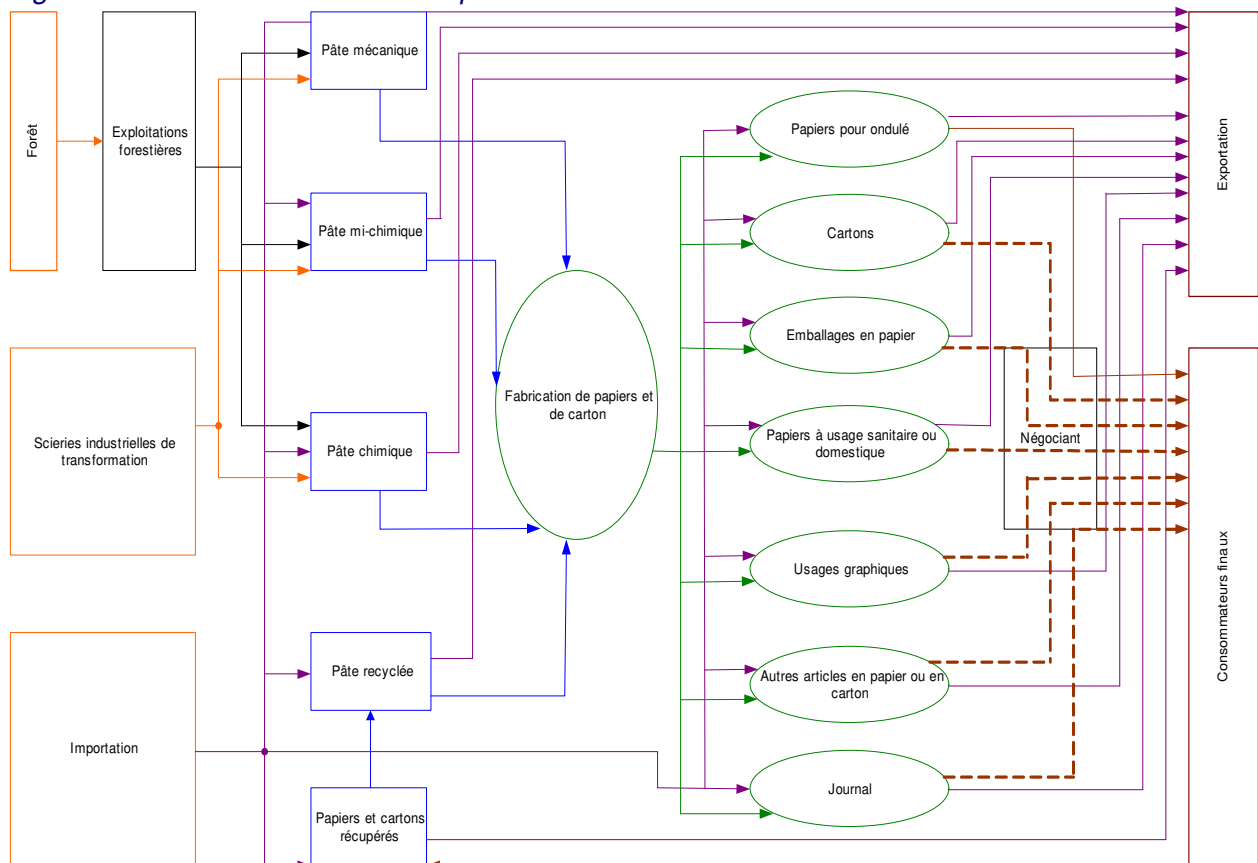 Forêt
Exploitations
forestières
Pâte mécanique
Pâte mi-chimique
Pâte chimique
Scieries industrielles de
transformation
Importation
Pâte recyclée
Papiers et cartons
récupérés
Fabrication de papiers et
de carton
Papiers pour ondulé
Cartons
Emballages en papier
Papiers à usage sanitaire ou
domestique
Usages graphiques
Autres articles en papier ou en
carton
Journal
Négociant
Exportation
Consommateurs finaux